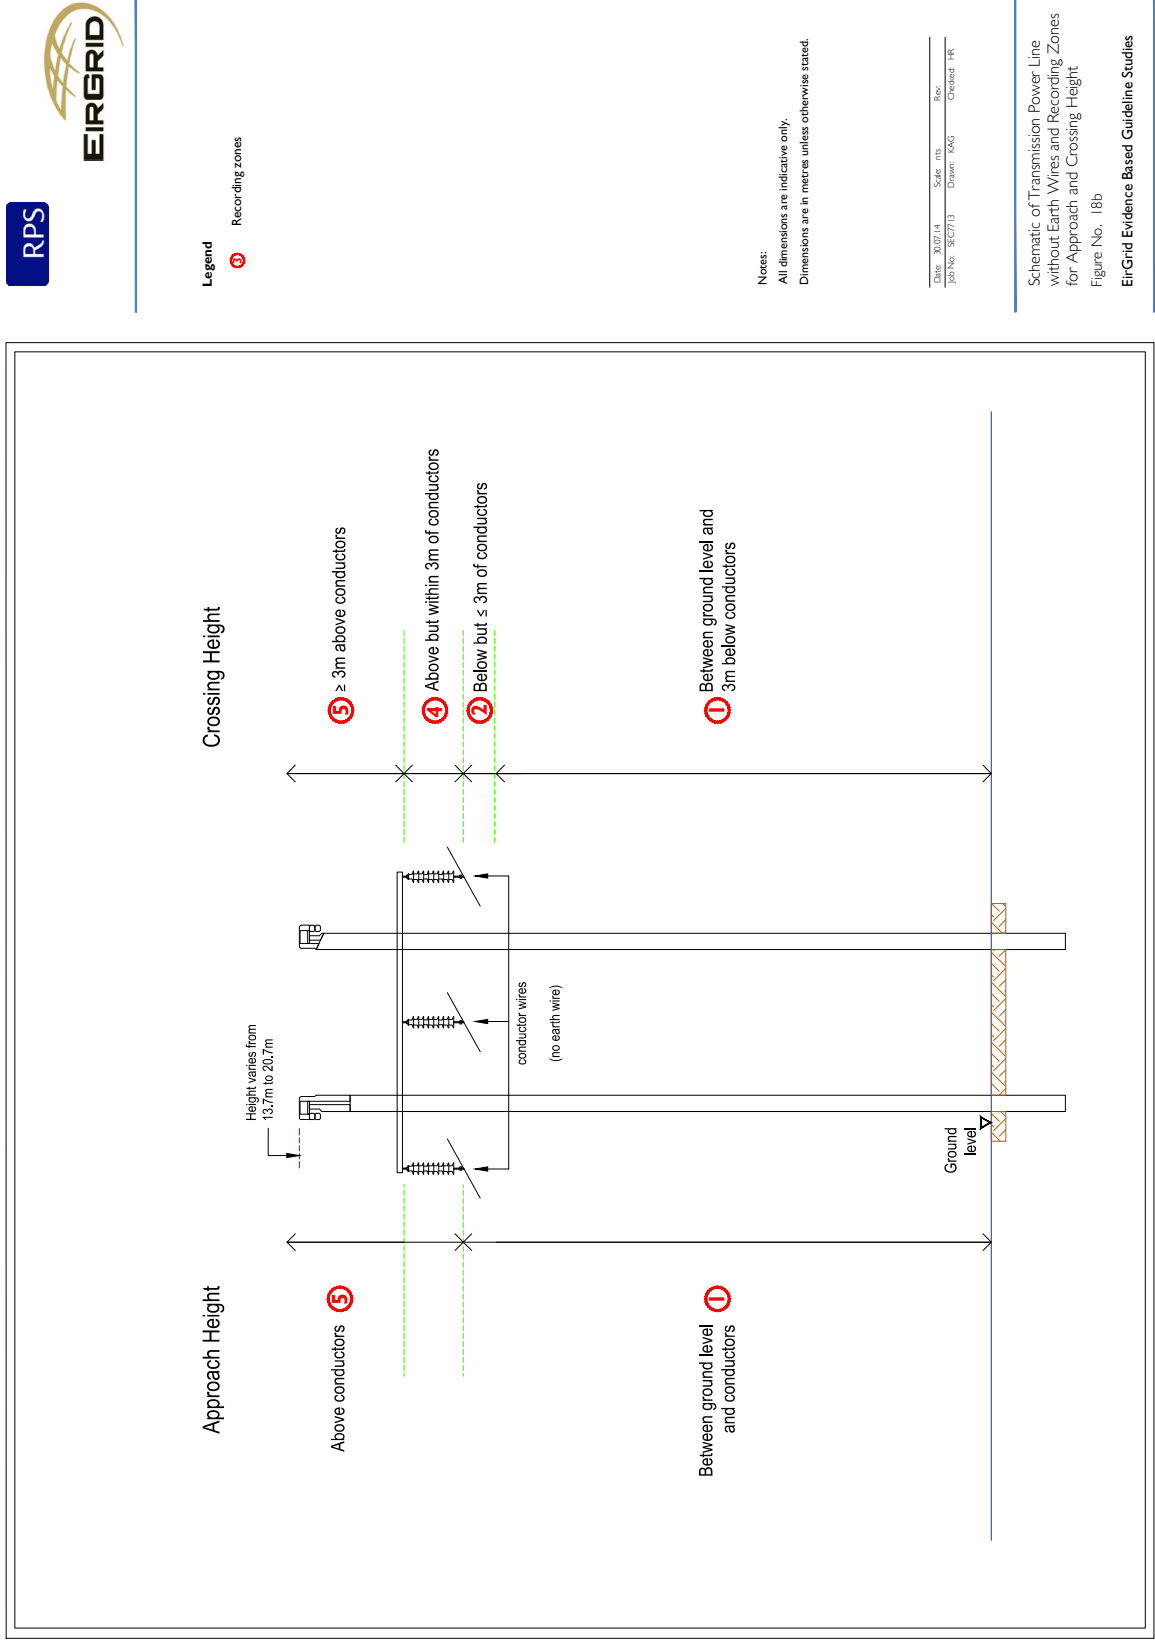 Approach Height
Crossing Height
Height varies from
13.7m to 20.7m
Above conductors
5
5
≥ 3m above conductors
4
Above but within 3m of conductors
2
Below but ≤ 3m of conductors
conductor wires
(no earth wire)
Between ground level
and conductors
1
1
Between ground level and
3m below conductors
Ground
level
RPS
EIRGRID
Legend
3
Recording zones
Notes:
All dimensions are indicative only.
Dimensions are in metres unless otherwise stated.
Date: 30.07.14 Scale: nts Rev:
Job No: SEC7713 Drawn: KAG Checked: HR
Schematic of Transmission Power Line
without Earth Wires and Recording Zones
for Approach and Crossing Height
Figure No. 18b
EirGrid Evidence Based Guideline Studies